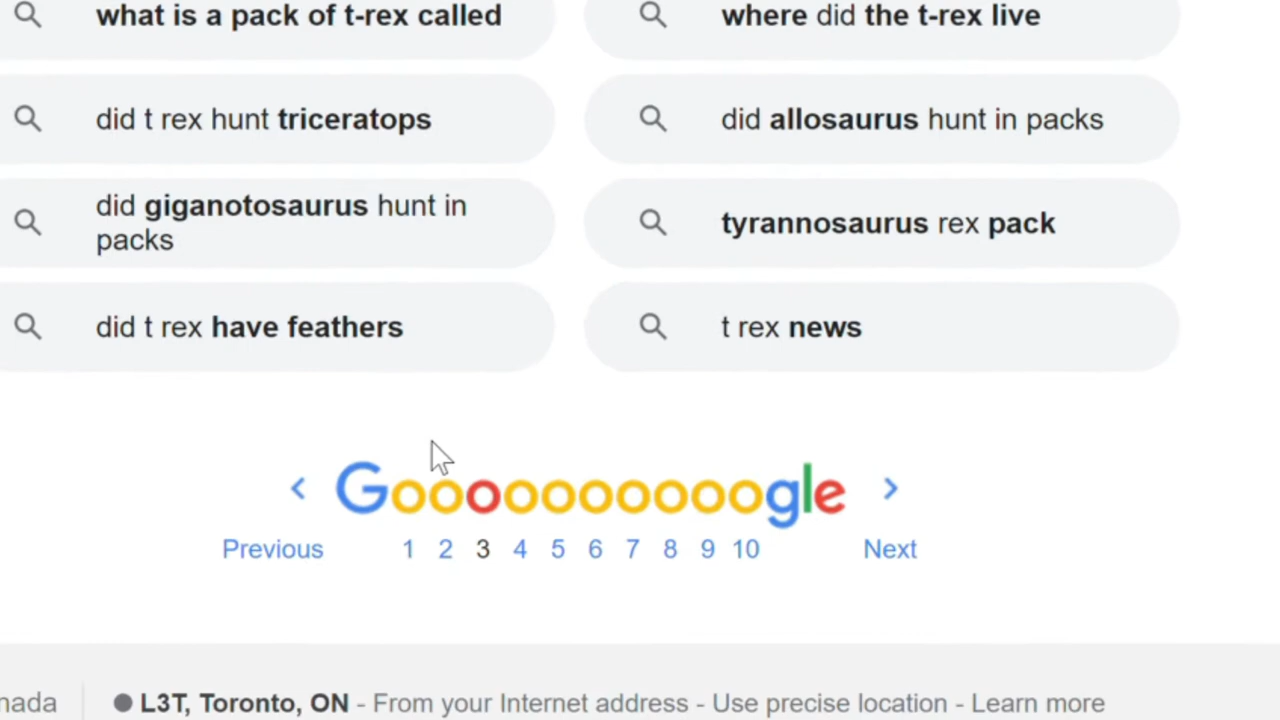 what is a pack of t-rex called
where did the t-rex live
did t rex hunt triceratops
did allosaurus hunt in packs
did giganotosaurus hunt in
packs
tyrannosaurus rex pack
did t rex have feathers
t rex news
Goooooooooogle
Previous 1 2 3 4 5 6 7 8 9 10 Next
nada L3T, Toronto, ON - From your Internet address - Use precise location - Learn more